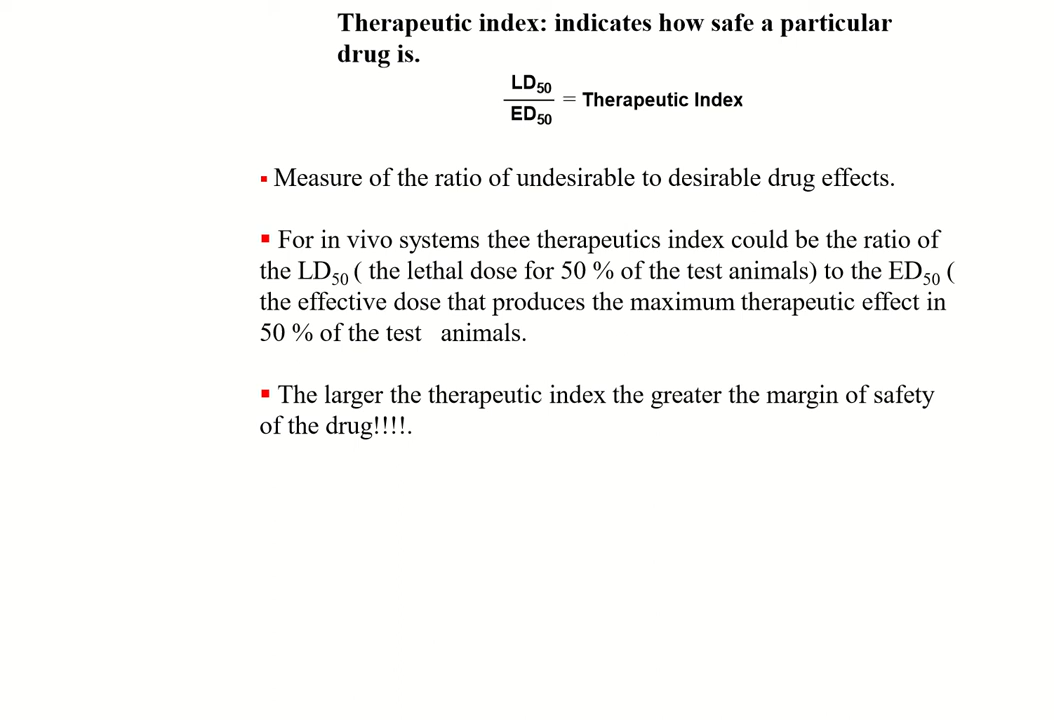 Therapeutic index: indicates how safe a particular
drug is.
LD50
ED50
= Therapeutic Index
▪ Measure of the ratio of undesirable to desirable drug effects.
▪ For in vivo systems thee therapeutics index could be the ratio of
the LD50 ( the lethal dose for 50 % of the test animals) to the ED50 (
the effective dose that produces the maximum therapeutic effect in
50 % of the test animals.
▪ The larger the therapeutic index the greater the margin of safety
of the drug!!!!.